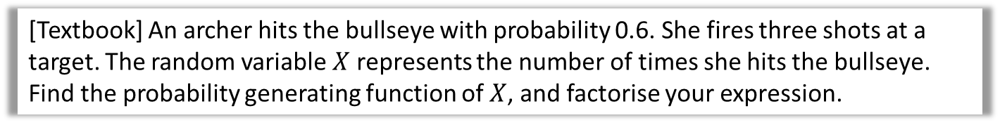 [Textbook] An archer hits the bullseye with probability 0.6. She fires three shots at a
target. The random variable X represents the number of times she hits the bullseye.
Find the probability generating function of X, and factorise your expression.